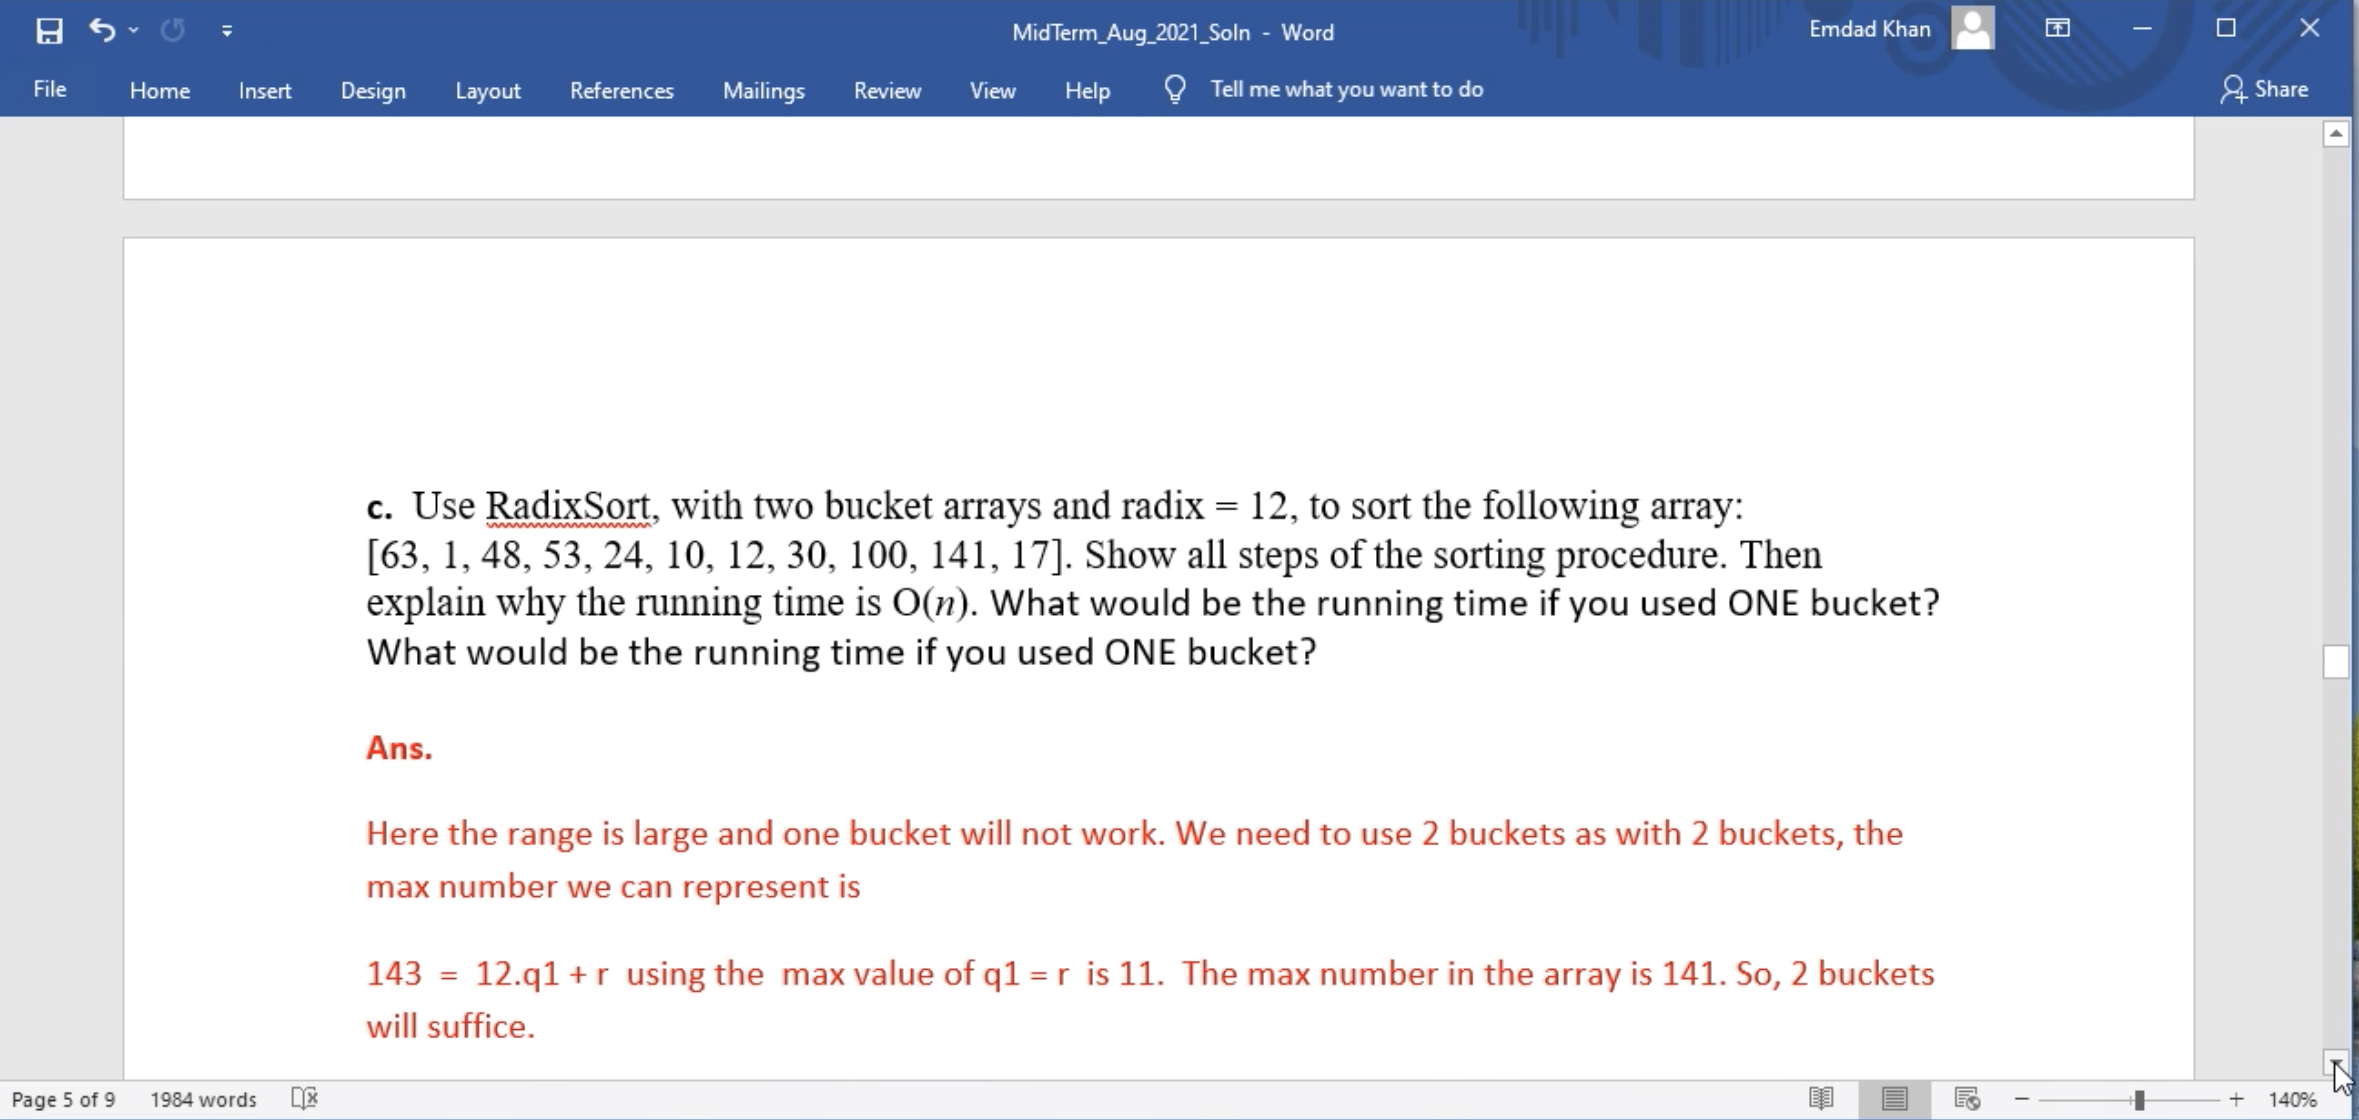 MidTerm_Aug_2021_Soln - Word
Emdad Khan
File Home Insert Design Layout References Mailings Review View Help Tell me what you want to do Share
c. Use RadixSort, with two bucket arrays and radix = 12, to sort the following array:
[63, 1, 48, 53, 24, 10, 12, 30, 100, 141, 17]. Show all steps of the sorting procedure. Then
explain why the running time is O(n). What would be the running time if you used ONE bucket?
What would be the running time if you used ONE bucket?
Ans.
Here the range is large and one bucket will not work. We need to use 2 buckets as with 2 buckets, the
max number we can represent is
143 = 12.q1 + r using the max value of q1 = r is 11. The max number in the array is 141. So, 2 buckets
will suffice.
Page 5 of 9 1984 words 140%